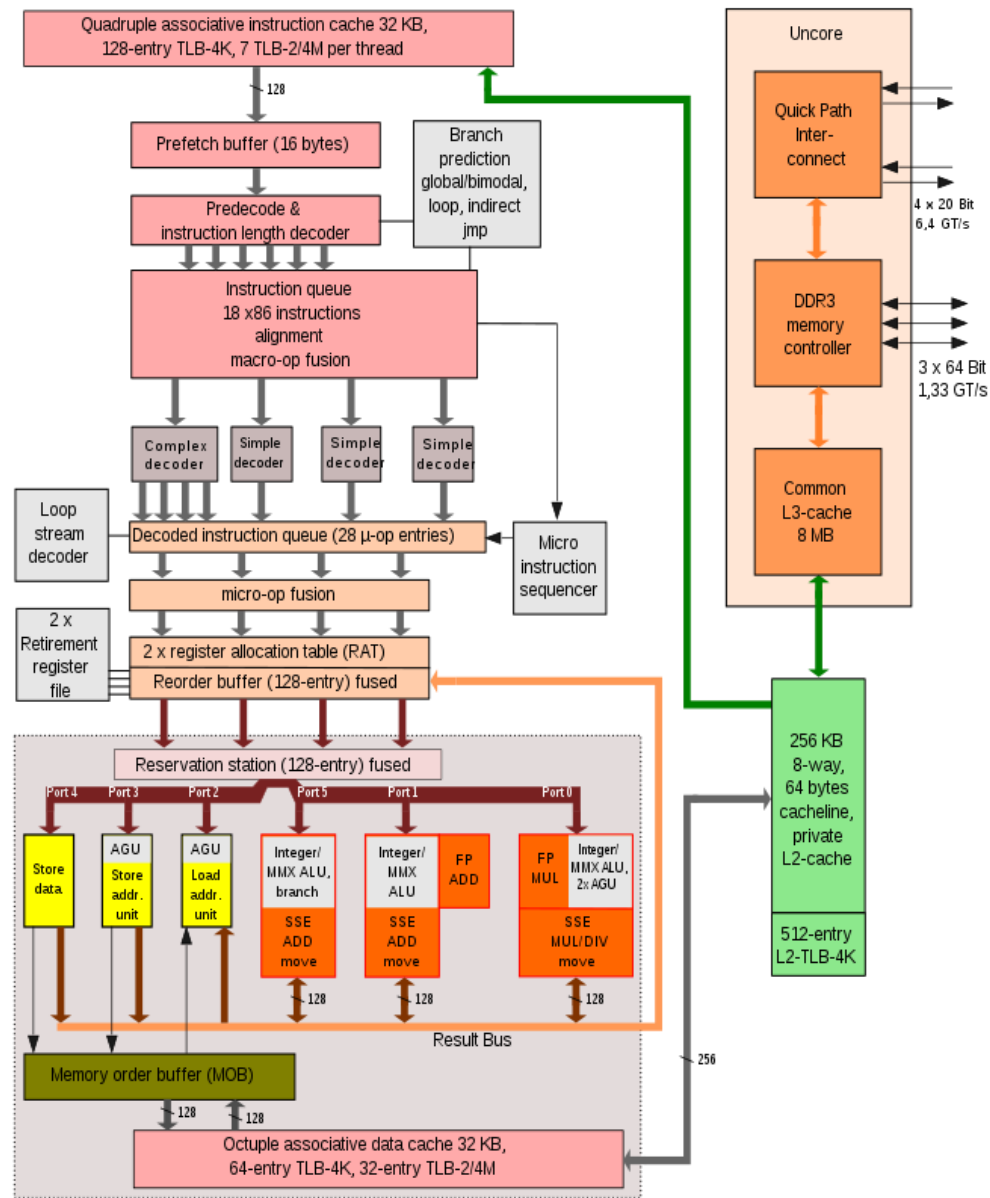 Quadruple associative instruction cache 32 KB,
128-entry TLB-4K, 7 TLB-2/4M per thread
128
Prefetch buffer (16 bytes)
Predecode &
instruction length decoder
Branch
prediction
global/bimodal,
loop, indirect
jmp
Instruction queue
18 x86 instructions
alignment
macro-op fusion
Complex
decoder
Simple
decoder
Simple
decoder
Simple
decoder
Loop
stream
decoder
Decoded instruction queue (28 µ-op entries)
Micro
instruction
sequencer
micro-op fusion
2 x
Retirement
register
file
2 x register allocation table (RAT)
Reorder buffer (128-entry) fused
Reservation station (128-entry) fused
Port 4
Port 3
Port 2
Port 5
Port 1
Port 0
Store
data
AGU
Store
addr.
unit
AGU
Load
addr.
unit
Integer/
MMX ALU,
branch
SSE
ADD
move
Integer/
MMX
ALU
FP
ADD
SSE
ADD
move
FP
MUL
Integer/
MMX ALU,
2x AGU
SSE
MUL/DIV
move
128
128
128
Result Bus
Memory order buffer (MOB)
128
128
Octuple associative data cache 32 KB,
64-entry TLB-4K, 32-entry TLB-2/4M
256
Uncore
Quick Path
Inter-
connect
4 x 20 Bit
6,4 GT/s
DDR3
memory
controller
3 x 64 Bit
1,33 GT/s
Common
L3-cache
8 MB
256 KB
8-way,
64 bytes
cacheline,
private
L2-cache
512-entry
L2-TLB-4K